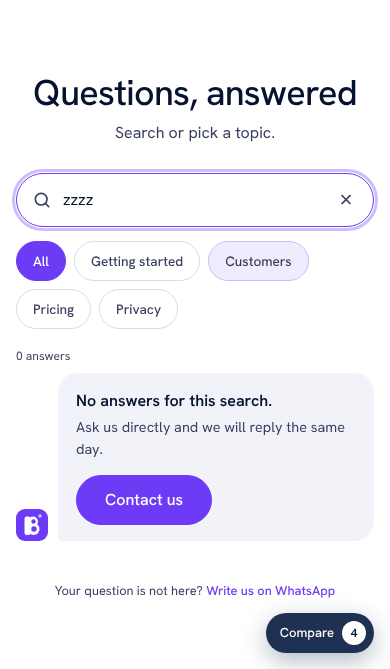 Questions, answered
Search or pick a topic.
zzzz
All
Getting started
Customers
Pricing
Privacy
0 answers
No answers for this search.
Ask us directly and we will reply the same
day.
Contact us
B
Your question is not here? Write us on WhatsApp
Compare 4